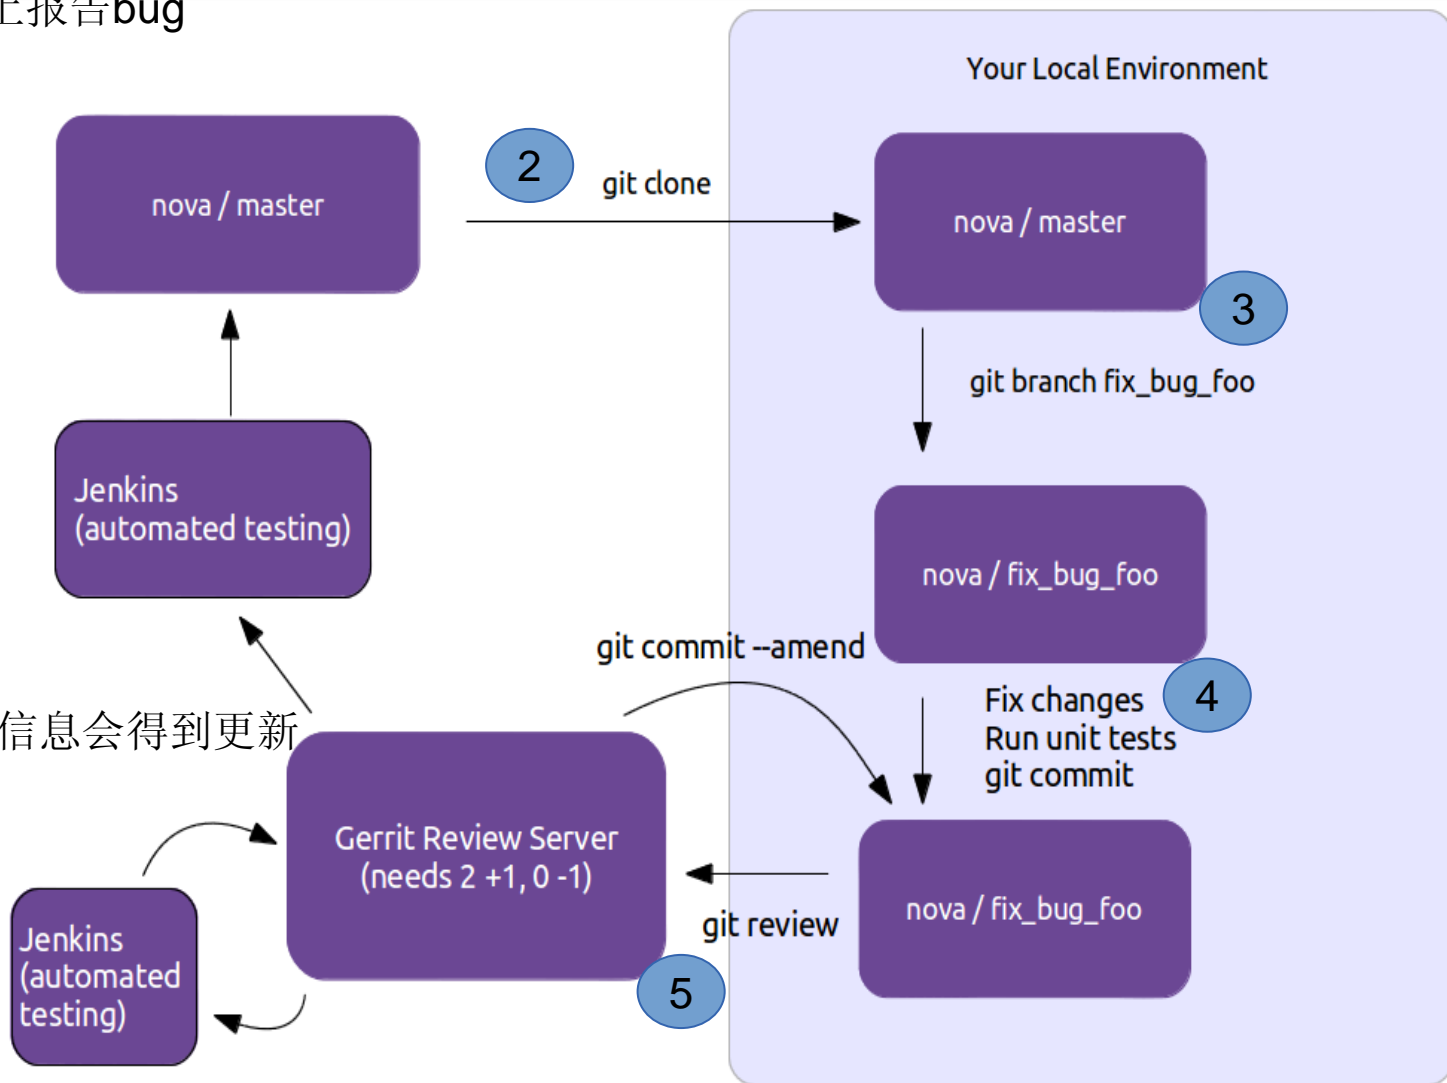 上报告bug
Your Local Environment
nova / master
2
git clone
nova / master
3
git branch fix_bug_foo
Jenkins
(automated testing)
nova / fix_bug_foo
git commit --amend
4
Fix changes
Run unit tests
git commit
信息会得到更新
Gerrit Review Server
(needs 2 +1, 0 -1)
git review
nova / fix_bug_foo
5
Jenkins
(automated
testing)